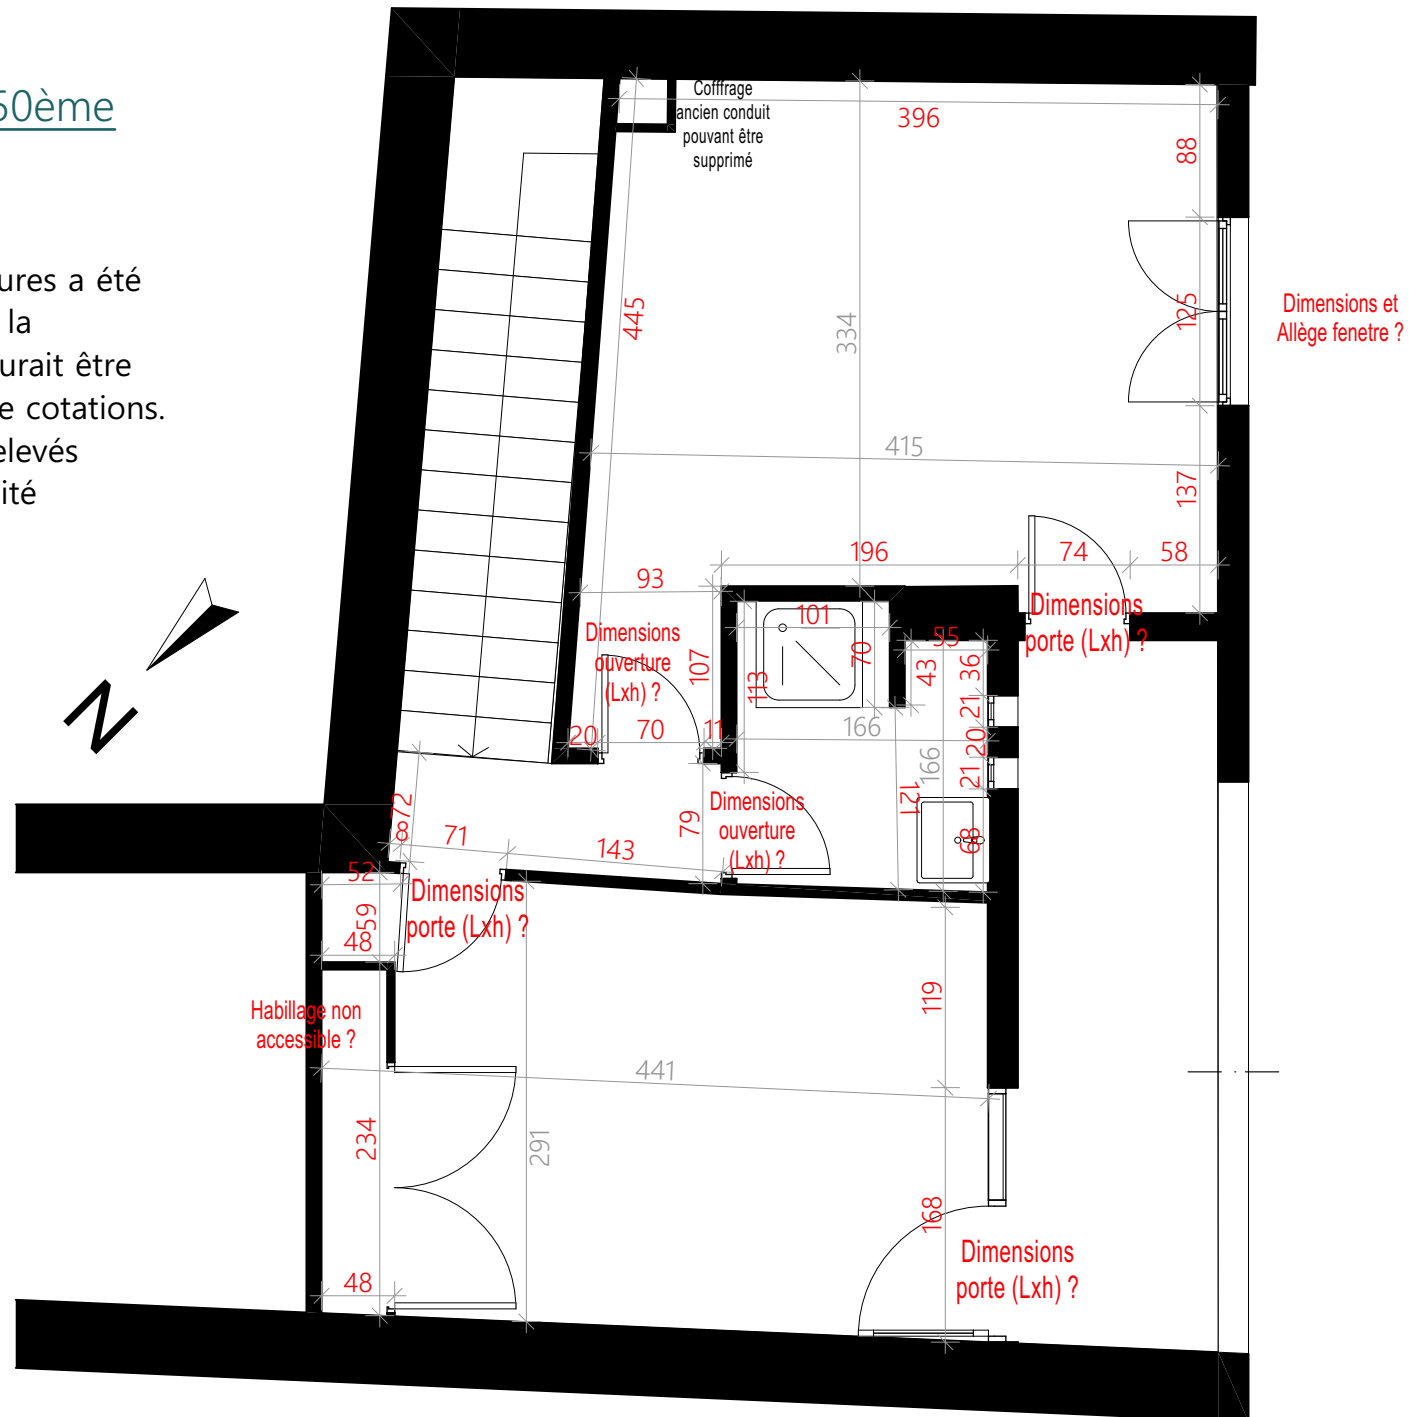 50ème
ures a été
la
urait être
e cotations.
elevés
ité
N
Cofffrage
ancien conduit
pouvant être
supprimé
396
88
445
334
125
Dimensions et
Allège fenetre ?
415
137
196
74
58
93
Dimensions
porte (Lxh) ?
101
55
Dimensions
ouverture
(Lxh) ?
107
113
70
43
36
21
20
70
11
166
166
20
21
121
872
71
143
79
Dimensions
ouverture
(Lxh) ?
68
52
Dimensions
porte (Lxh) ?
59
48
Habillage non
accessible ?
119
441
234
291
168
Dimensions
porte (Lxh) ?
48